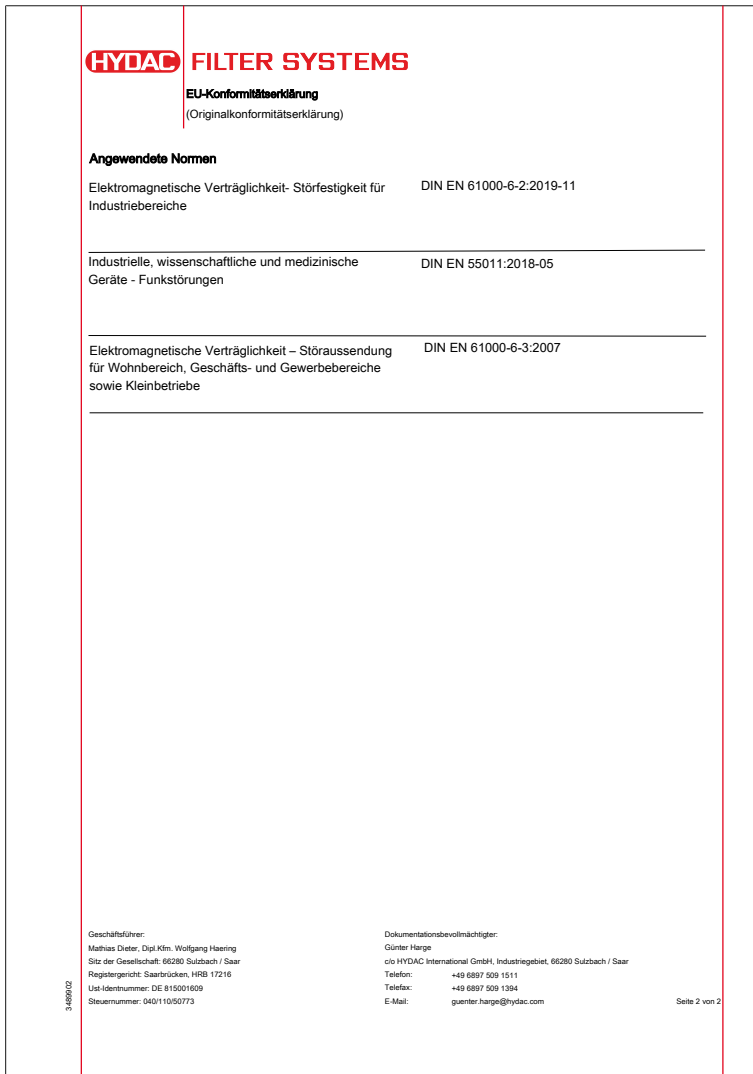 HYDAC FILTER SYSTEMS
EU-Konformitätserklärung
(Originalkonformitätserklärung)
Angewendete Normen
Elektromagnetische Verträglichkeit- Störfestigkeit für DIN EN 61000-6-2:2019-11
Industriebereiche
Industrielle, wissenschaftliche und medizinische DIN EN 55011:2018-05
Geräte - Funkstörungen
Elektromagnetische Verträglichkeit – Störaussendung DIN EN 61000-6-3:2007
für Wohnbereich, Geschäfts- und Gewerbebereiche
sowie Kleinbetriebe
Geschäftsführer:
Mathias Dieter, Dipl.Kfm. Wolfgang Haering
Sitz der Gesellschaft: 66280 Sulzbach / Saar
Registergericht: Saarbrücken, HRB 17216
Ust-Identnummer: DE 815001609
Steuernummer: 040/110/50773
Dokumentationsbevollmächtigter:
Günter Harge
c/o HYDAC International GmbH, Industriegebiet, 66280 Sulzbach / Saar
Telefon: +49 6897 509 1511
Telefax: +49 6897 509 1394
E-Mail: guenter.harge@hydac.com
Seite 2 von 2
3489902